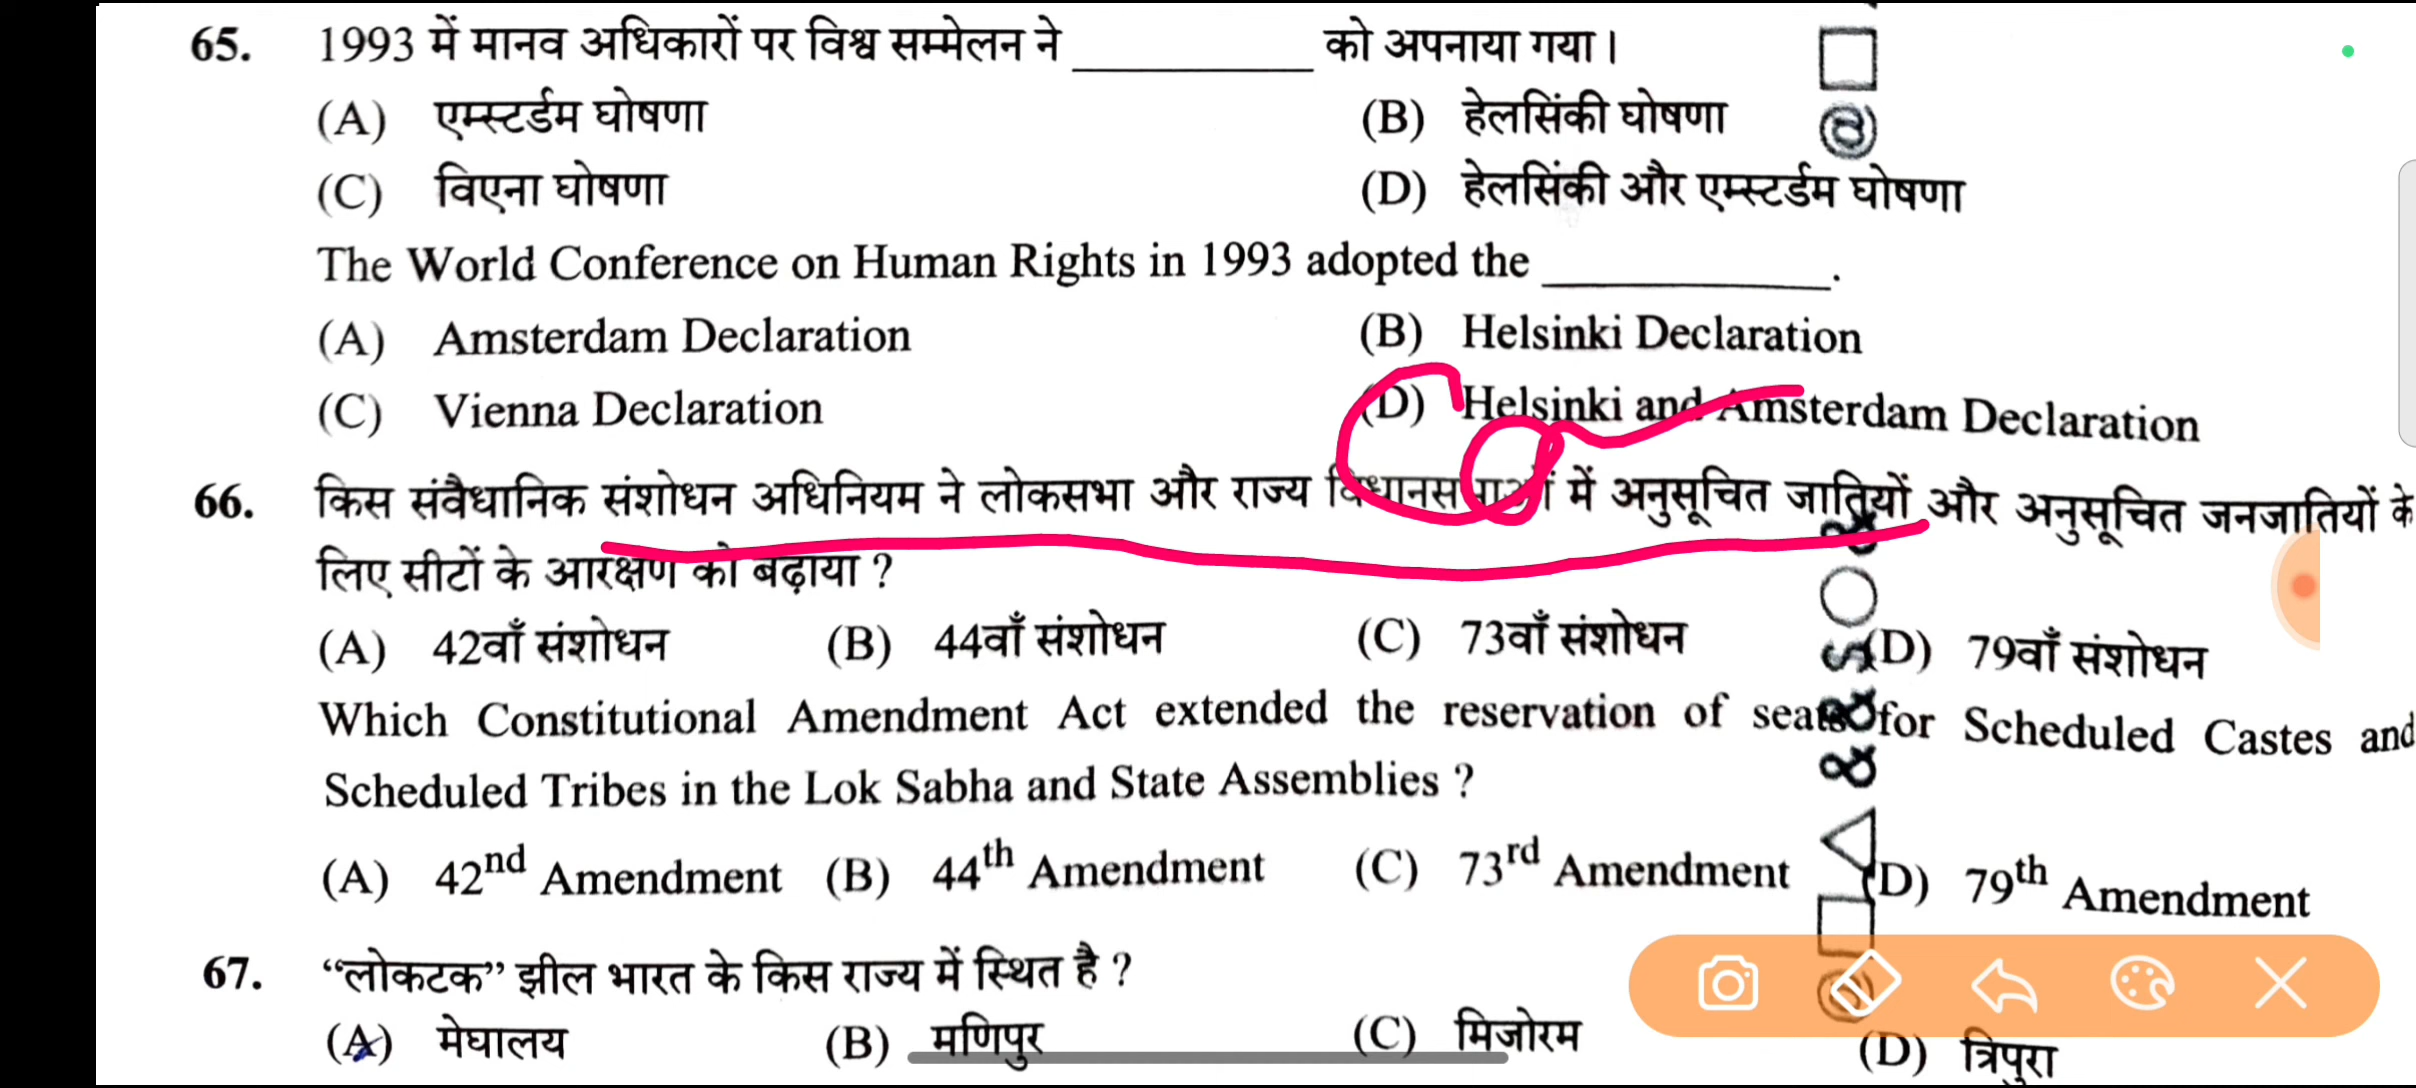 65. 1993 में मानव अधिकारों पर विश्व सम्मेलन ने __________ को अपनाया गया।
(A) एम्स्टर्डम घोषणा (B) हेलसिंकी घोषणा
(C) विएना घोषणा (D) हेलसिंकी और एम्स्टर्डम घोषणा
The World Conference on Human Rights in 1993 adopted the __________.
(A) Amsterdam Declaration (B) Helsinki Declaration
(C) Vienna Declaration (D) Helsinki and Amsterdam Declaration
66. किस संवैधानिक संशोधन अधिनियम ने लोकसभा और राज्य विधानसभाओं में अनुसूचित जातियों और अनुसूचित जनजातियों के
लिए सीटों के आरक्षण को बढ़ाया ?
(A) 42वाँ संशोधन (B) 44वाँ संशोधन (C) 73वाँ संशोधन (D) 79वाँ संशोधन
Which Constitutional Amendment Act extended the reservation of seats for Scheduled Castes and
Scheduled Tribes in the Lok Sabha and State Assemblies ?
(A) 42nd Amendment (B) 44th Amendment (C) 73rd Amendment (D) 79th Amendment
67. “लोकटक” झील भारत के किस राज्य में स्थित है ?
(A) मेघालय (B) मणिपुर (C) मिजोरम (D) त्रिपुरा